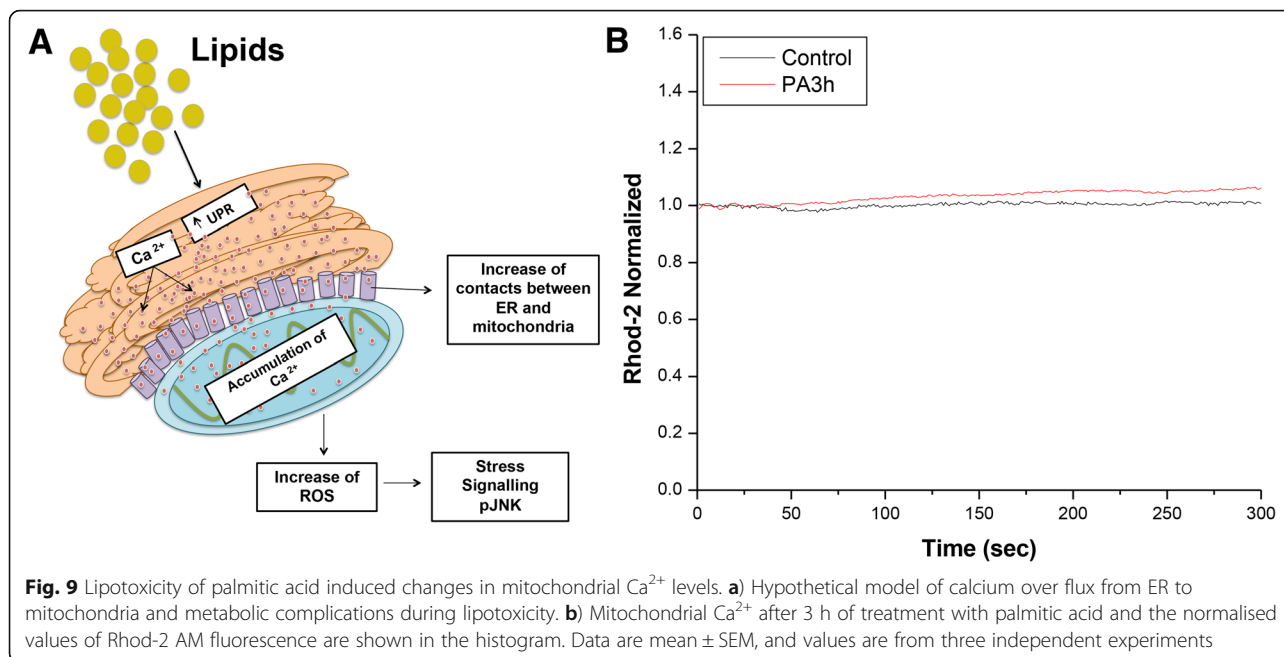 A
Lipids
↑ UPR
Ca²⁺
Increase of
contacts between
ER and
mitochondria
Accumulation of
Ca²⁺
Increase of
ROS
Stress
Signalling
pJNK
B
Control
PA3h
Rhod-2 Normalized
1.6
1.4
1.2
1.0
0.8
0.6
0.4
0.2
0.0
0 50 100 150 200 250 300
Time (sec)
Fig. 9 Lipotoxicity of palmitic acid induced changes in mitochondrial Ca²⁺ levels. a) Hypothetical model of calcium over flux from ER to
mitochondria and metabolic complications during lipotoxicity. b) Mitochondrial Ca²⁺ after 3 h of treatment with palmitic acid and the normalised
values of Rhod-2 AM fluorescence are shown in the histogram. Data are mean ± SEM, and values are from three independent experiments